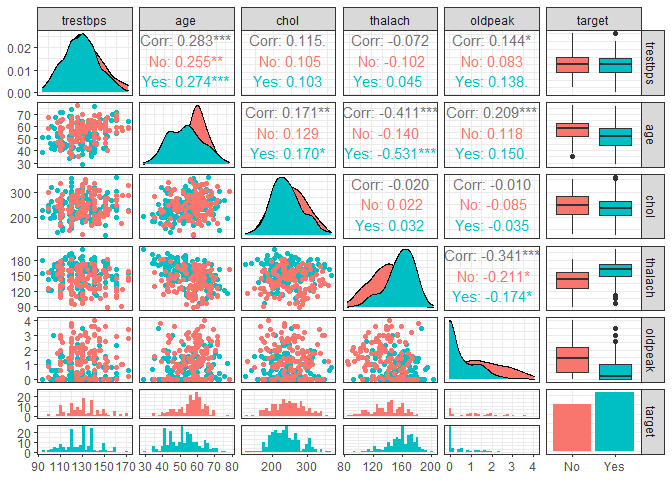 trestbps age chol thalach oldpeak target
0.02
0.01
0.00
Corr: 0.283*** Corr: 0.115. Corr: -0.072 Corr: 0.144*
No: 0.255** No: 0.105 No: -0.102 No: 0.083
Yes: 0.274*** Yes: 0.103 Yes: 0.045 Yes: 0.138.
trestbps
70
60
50
40
30
Corr: 0.171** Corr: -0.411*** Corr: 0.209***
No: 0.129 No: -0.140 No: 0.118
Yes: 0.170* Yes: -0.531*** Yes: 0.150.
age
300
200
Corr: -0.020 Corr: -0.010
No: 0.022 No: -0.085
Yes: 0.032 Yes: -0.035
chol
180
150
120
90
Corr: -0.341***
No: -0.211*
Yes: -0.174*
thalach
4
3
2
1
0
oldpeak
20
10
0
20
10
0
target
90 110 130 150 170 30 40 50 60 70 80 200 300 80 120 160 200 0 1 2 3 4 No Yes